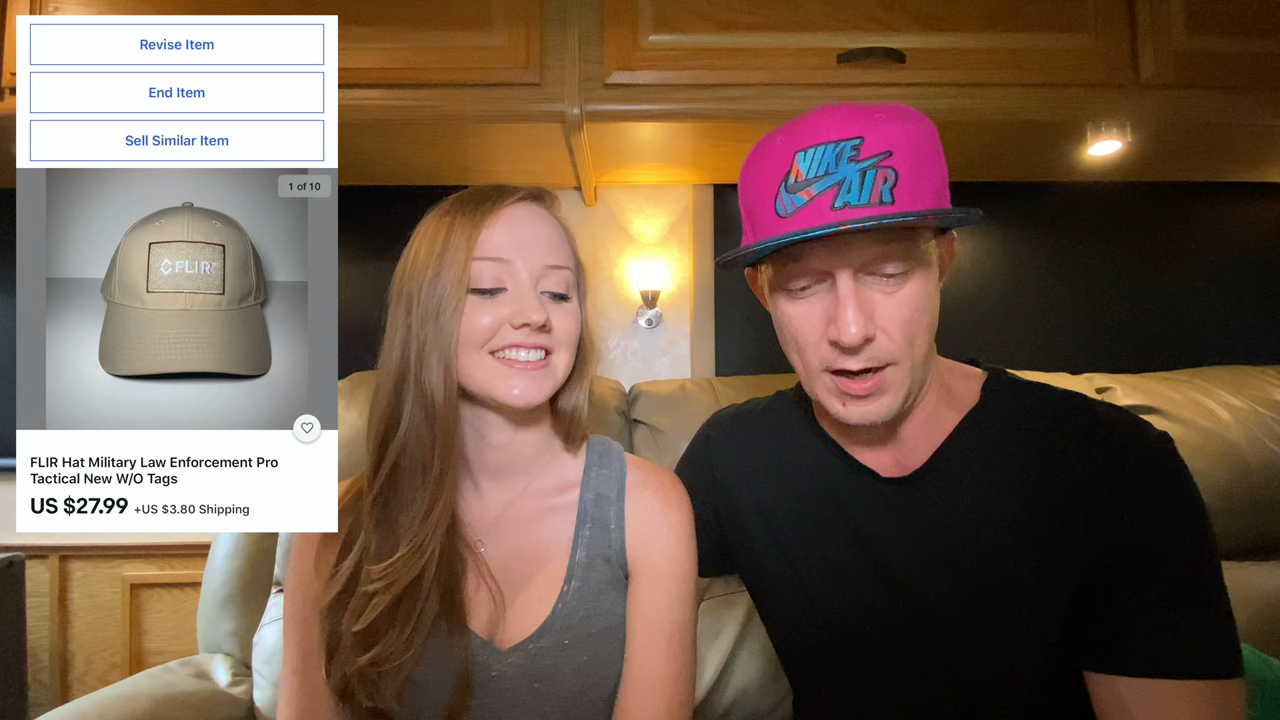 Revise Item
End Item
Sell Similar Item
1 of 10
FLIR
FLIR Hat Military Law Enforcement Pro
Tactical New W/O Tags
US $27.99 +US $3.80 Shipping
NIKE
AIR